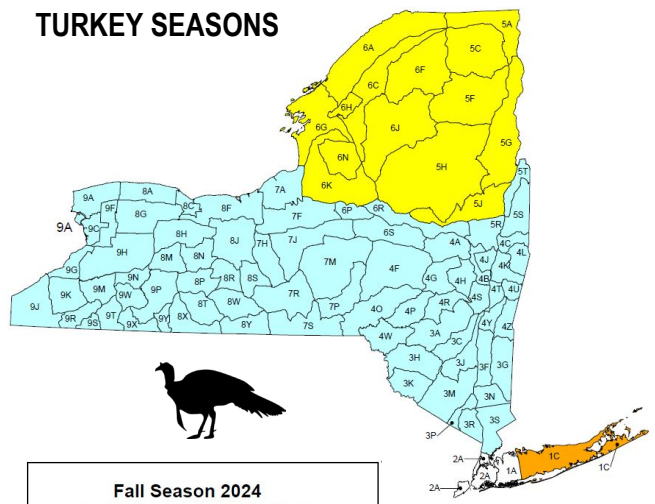 TURKEY SEASONS
5A
6A
5C
6F
6C
5F
6H
6G
6J
5G
6N
5H
6K
5T
5J
9A
8A
7A
9F
8C
8F
6P
6R
5S
8G
7F
5R
9A
9C
8H
6S
4A
4C
8J
7H
7J
4L
9H
4J
8M
8N
7M
4K
9G
4F
4B
9N
8R
8S
4G
4H
9M
9P
8P
4T
4U
9K
9W
7R
4S
8T
8W
4R
9J
7P
4O
4P
9R
9T
8X
9S
9X
9Y
8Y
7S
4Y
4Z
4W
3A
3C
3H
3J
3F
3G
3K
3M
3N
3R
3S
3P
2A
1C
1A
2A
1C
2A
Fall Season 2024